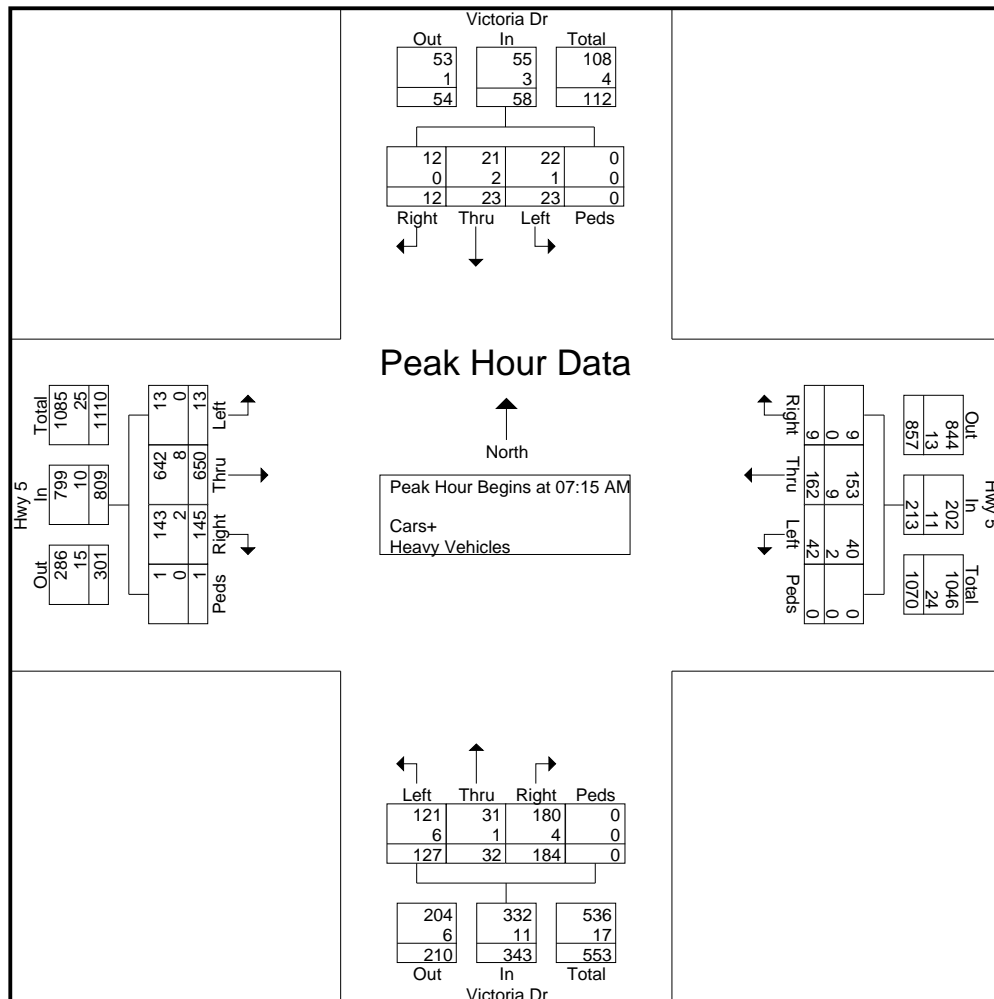 Victoria Dr
Out In Total
53 55 108
1 3 4
54 58 112
12 21 22 0
0 2 1 0
12 23 23 0
Right Thru Left Peds
Peak Hour Data
North
Peak Hour Begins at 07:15 AM
Cars+
Heavy Vehicles
Hwy 5
Out In Total
286 799 1085
15 10 25
301 809 1110
1 143 642 13
0 2 8 0
1 145 650 13
Peds Right Thru Left
Hwy 5
Out In Total
844 202 1046
13 11 24
857 213 1070
9 153 40 0
0 9 2 0
9 162 42 0
Right Thru Left Peds
Left Thru Right Peds
121 31 180 0
6 1 4 0
127 32 184 0
204 332 536
6 11 17
210 343 553
Out In Total
Victoria Dr